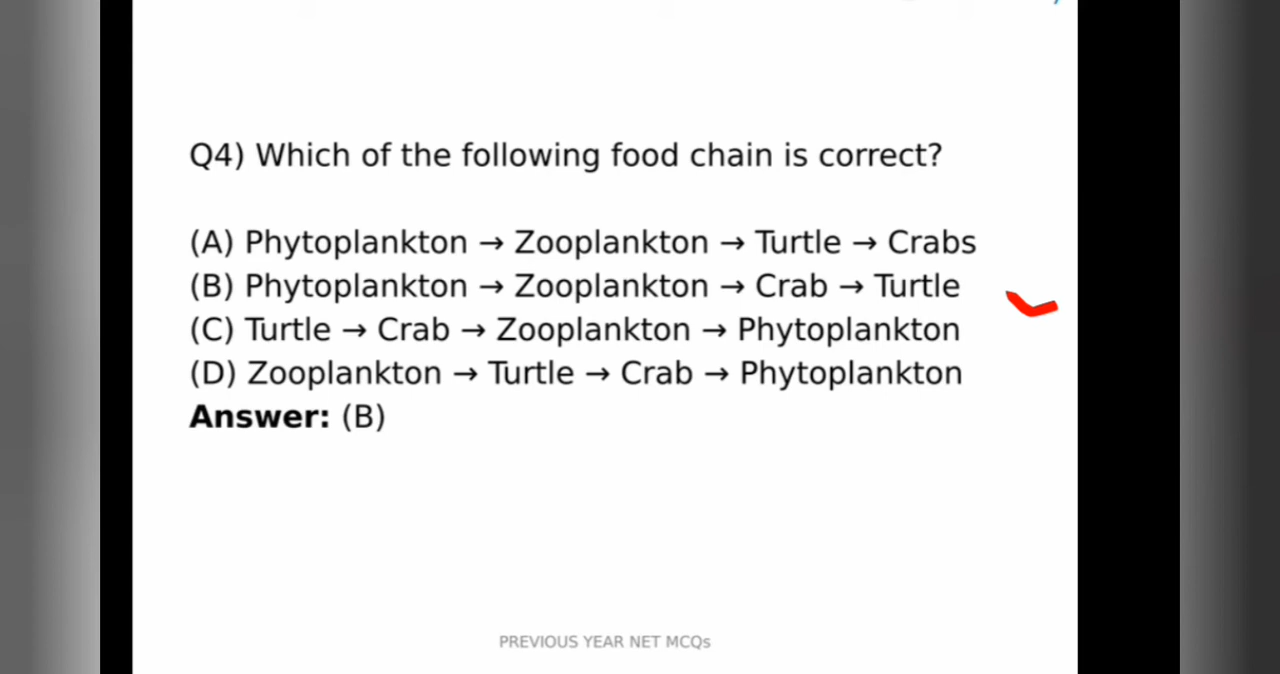 Q4) Which of the following food chain is correct?
(A) Phytoplankton → Zooplankton → Turtle → Crabs
(B) Phytoplankton → Zooplankton → Crab → Turtle
(C) Turtle → Crab → Zooplankton → Phytoplankton
(D) Zooplankton → Turtle → Crab → Phytoplankton
Answer: (B)
PREVIOUS YEAR NET MCQs